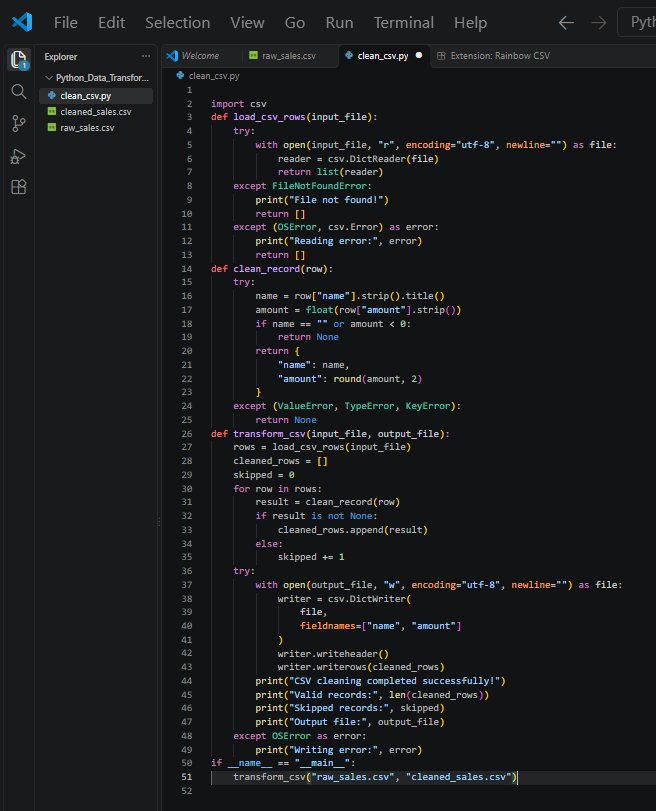 File Edit Selection View Go Run Terminal Help
Explorer ...
Welcome raw_sales.csv clean_csv.py Extension: Rainbow CSV
1
Python_Data_Transfor...
clean_csv.py
cleaned_sales.csv
raw_sales.csv
clean_csv.py
1
2 import csv
3 def load_csv_rows(input_file):
4     try:
5         with open(input_file, "r", encoding="utf-8", newline="") as file:
6             reader = csv.DictReader(file)
7             return list(reader)
8     except FileNotFoundError:
9         print("File not found!")
10         return []
11     except (OSError, csv.Error) as error:
12         print("Reading error:", error)
13         return []
14 def clean_record(row):
15     try:
16         name = row["name"].strip().title()
17         amount = float(row["amount"].strip())
18         if name == "" or amount < 0:
19             return None
20         return {
21             "name": name,
22             "amount": round(amount, 2)
23         }
24     except (ValueError, TypeError, KeyError):
25         return None
26 def transform_csv(input_file, output_file):
27     rows = load_csv_rows(input_file)
28     cleaned_rows = []
29     skipped = 0
30     for row in rows:
31         result = clean_record(row)
32         if result is not None:
33             cleaned_rows.append(result)
34         else:
35             skipped += 1
36     try:
37         with open(output_file, "w", encoding="utf-8", newline="") as file:
38             writer = csv.DictWriter(
39                 file,
40                 fieldnames=["name", "amount"]
41             )
42             writer.writeheader()
43             writer.writerows(cleaned_rows)
44         print("CSV cleaning completed successfully!")
45         print("Valid records:", len(cleaned_rows))
46         print("Skipped records:", skipped)
47         print("Output file:", output_file)
48     except OSError as error:
49         print("Writing error:", error)
50 if __name__ == "__main__":
51     transform_csv("raw_sales.csv", "cleaned_sales.csv")
52